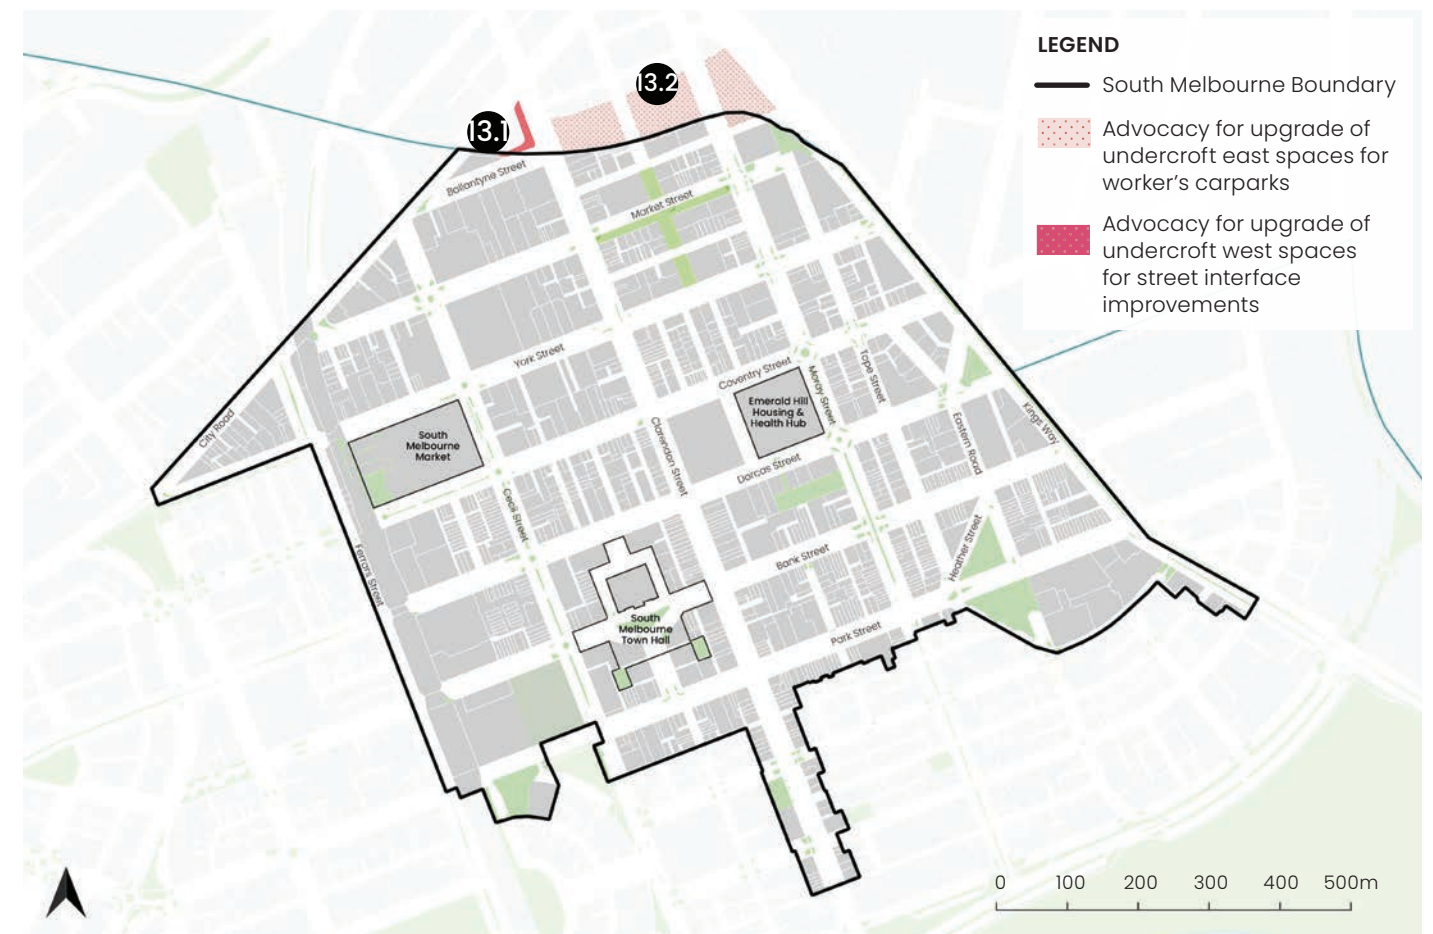 LEGEND
South Melbourne Boundary
Advocacy for upgrade of
undercroft east spaces for
worker's carparks
Advocacy for upgrade of
undercroft west spaces
for street interface
improvements
13.2
13.1
Ballantyne Street
Market Street
York Street
Coventry Street
Tope Street
Moray Street
Emerald Hill
Housing &
Health Hub
City Road
South
Melbourne
Market
Clarendon Street
Kings Way
Eastern Road
Dorcas Street
Cecil Street
Ferrars Street
Bank Street
Heather Street
South
Melbourne
Town Hall
Park Street
0 100 200 300 400 500m